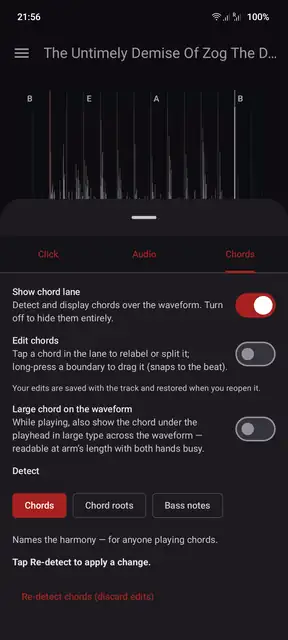 21:56
100%
The Untimely Demise Of Zog The D...
B E A B
Click Audio Chords
Show chord lane
Detect and display chords over the waveform. Turn
off to hide them entirely.
Edit chords
Tap a chord in the lane to relabel or split it;
long-press a boundary to drag it (snaps to the beat).
Your edits are saved with the track and restored when you reopen it.
Large chord on the waveform
While playing, also show the chord under the
playhead in large type across the waveform —
readable at arm's length with both hands busy.
Detect
Chords Chord roots Bass notes
Names the harmony — for anyone playing chords.
Tap Re-detect to apply a change.
Re-detect chords (discard edits)